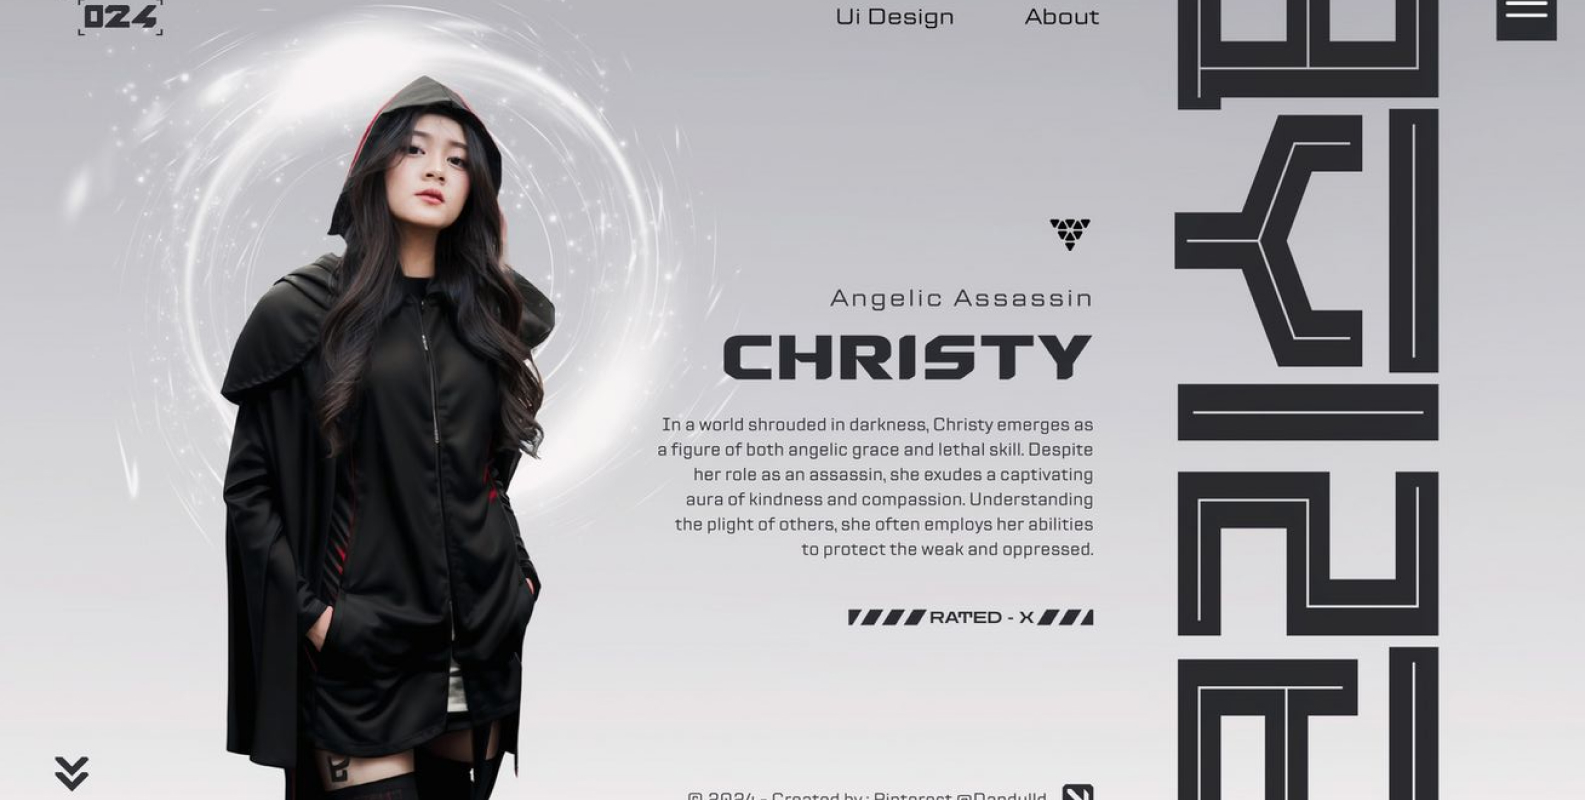 024
Ui Design
About
Angelic Assassin
CHRISTY
In a world shrouded in darkness, Christy emerges as
a figure of both angelic grace and lethal skill. Despite
her role as an assassin, she exudes a captivating
aura of kindness and compassion. Understanding
the plight of others, she often employs her abilities
to protect the weak and oppressed.
RATED - X
© 2024 - Created by : Pinterest @Dandulld